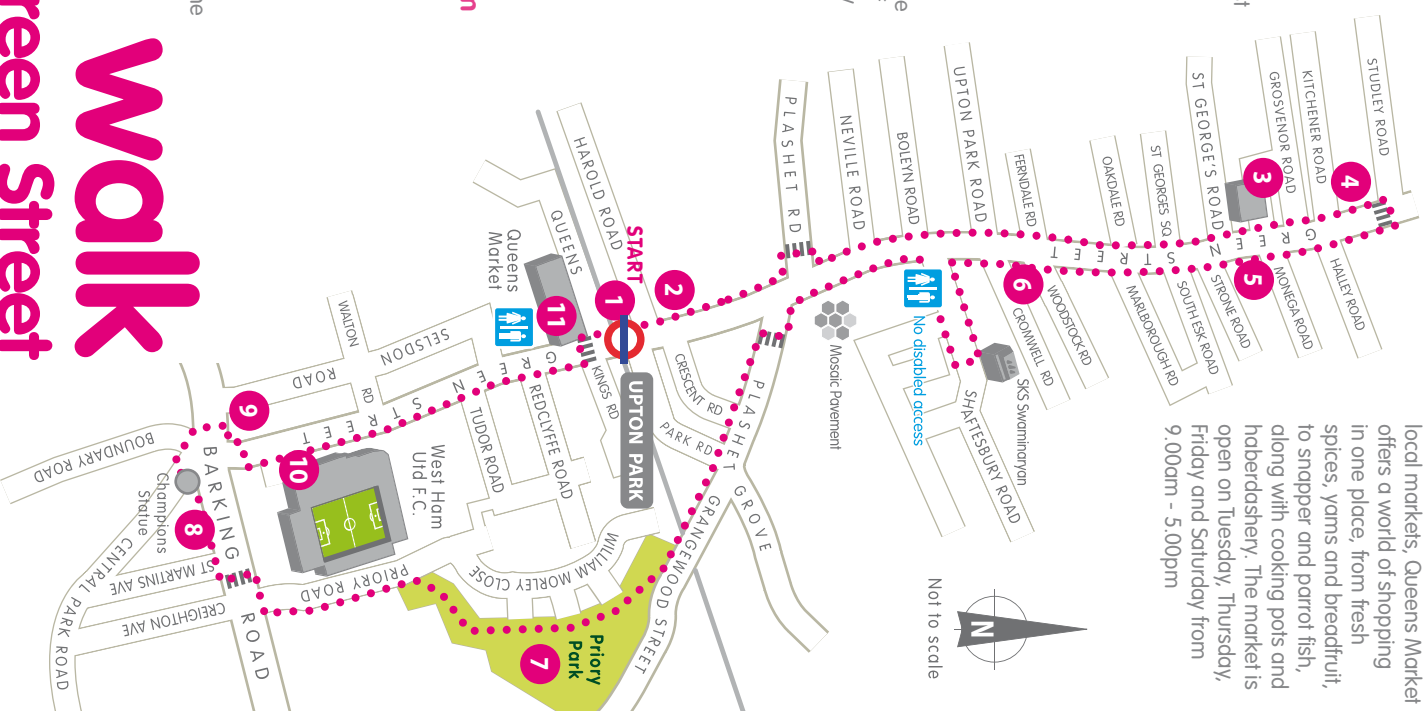 walk
reen Street
local markets, Queens Market
offers a world of shopping
in one place, from fresh
spices, yams and breadfruit,
to snapper and parrot fish,
along with cooking pots and
haberdashery. The market is
open on Tuesday, Thursday,
Friday and Saturday from
9.00am - 5.00pm
STUDLEY ROAD
KITCHENER ROAD
GROSVENOR ROAD
ST GEORGE'S ROAD
ST GEORGES SQ
OAKDALE RD
FERNDALE RD
UPTON PARK ROAD
BOLEYN ROAD
NEVILLE ROAD
PLASHET RD
HAROLD ROAD
QUEENS
Queens
Market
START
1
2
3
4
5
6
7
8
9
10
11
GREEN STREET
HALLEY ROAD
MONEGA ROAD
STRONE ROAD
SOUTH ESK ROAD
MARLBOROUGH RD
WOODSTOCK RD
CROMWELL RD
SKS Swaminaryan
SHAFTESBURY ROAD
No disabled access
Mosaic Pavement
PLASHET GROVE
CRESCENT RD
PARK RD
UPTON PARK
KINGS RD
REDCLYFFE ROAD
TUDOR ROAD
GREEN STREET
SELSDON
ROAD
WALTON
RD
West Ham
Utd F.C.
WILLIAM MORLEY CLOSE
GRANGEWOOD STREET
Priory
Park
PRIORY ROAD
BARKING ROAD
BOUNDARY ROAD
Champions
Statue
CENTRAL PARK ROAD
ST MARTINS AVE
CREIGHTON AVE
N
Not to scale